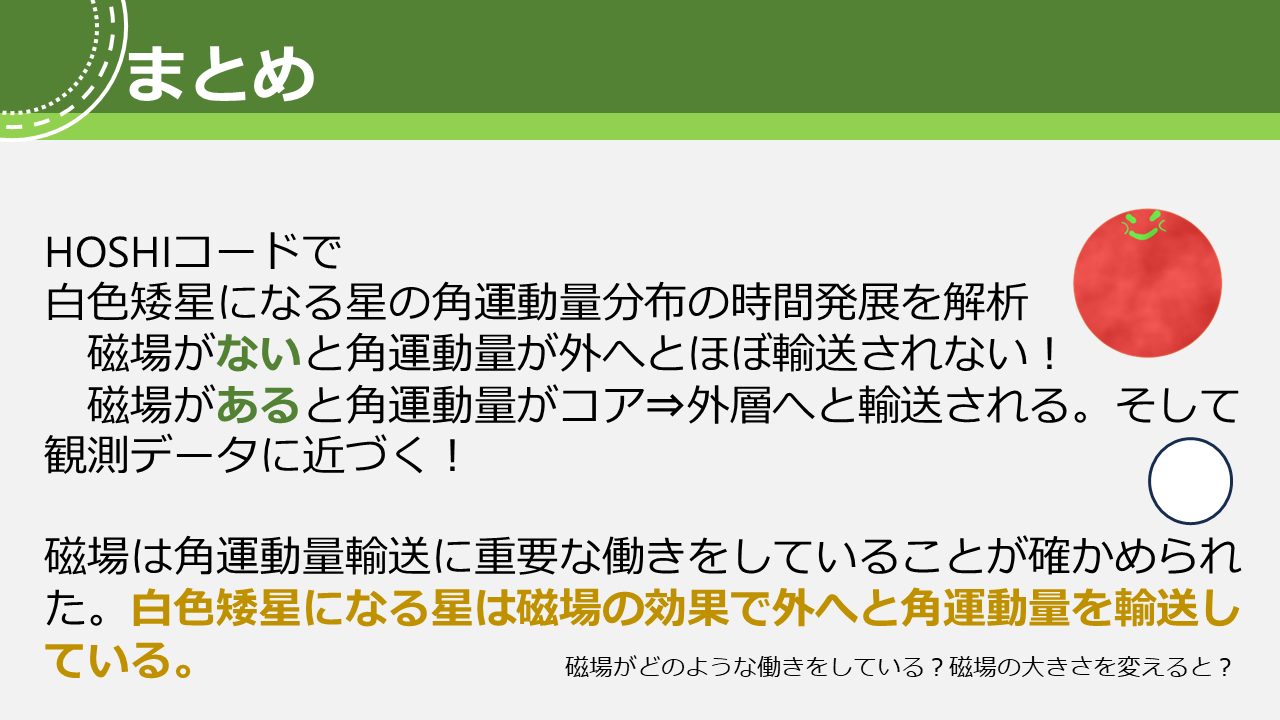 まとめ
HOSHIコードで
白色矮星になる星の角運動量分布の時間発展を解析
磁場がないと角運動量が外へとほぼ輸送されない！
磁場があると角運動量がコア⇒外層へと輸送される。そして
観測データに近づく！
磁場は角運動量輸送に重要な働きをしていることが確かめられ
た。白色矮星になる星は磁場の効果で外へと角運動量を輸送し
ている。
磁場がどのような働きをしている？磁場の大きさを変えると？